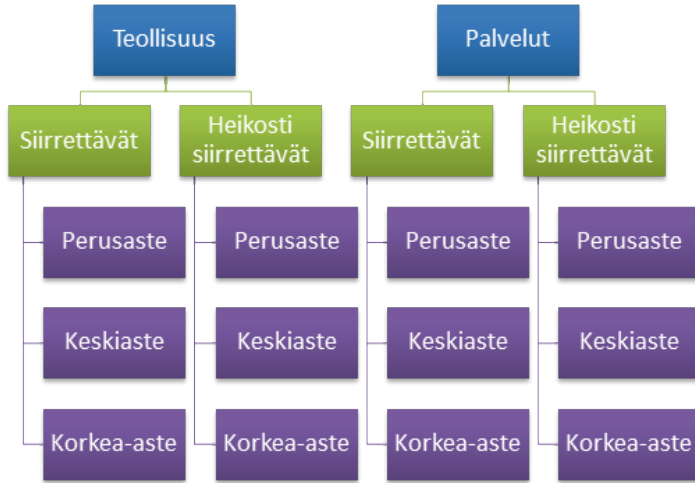 Teollisuus
Palvelut
Siirrettävät
Heikosti
siirrettävät
Siirrettävät
Heikosti
siirrettävät
Perusaste
Perusaste
Perusaste
Perusaste
Keskiaste
Keskiaste
Keskiaste
Keskiaste
Korkea-aste
Korkea-aste
Korkea-aste
Korkea-aste